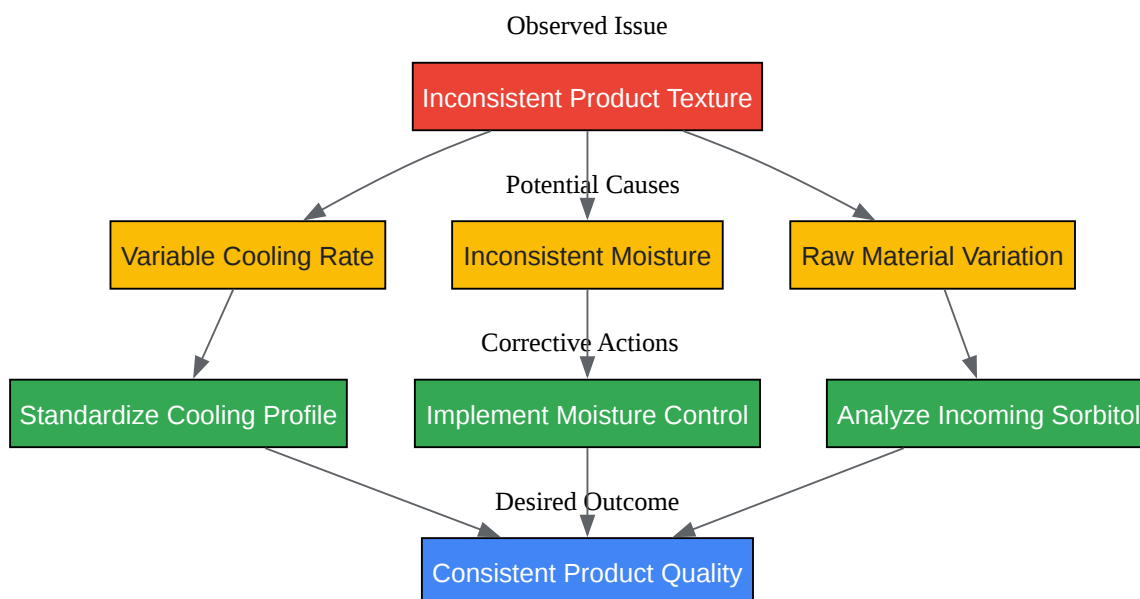 Observed Issue
Inconsistent Product Texture
Potential Causes
Variable Cooling Rate
Inconsistent Moisture
Raw Material Variation
Corrective Actions
Standardize Cooling Profile
Implement Moisture Control
Analyze Incoming Sorbitol
Desired Outcome
Consistent Product Quality